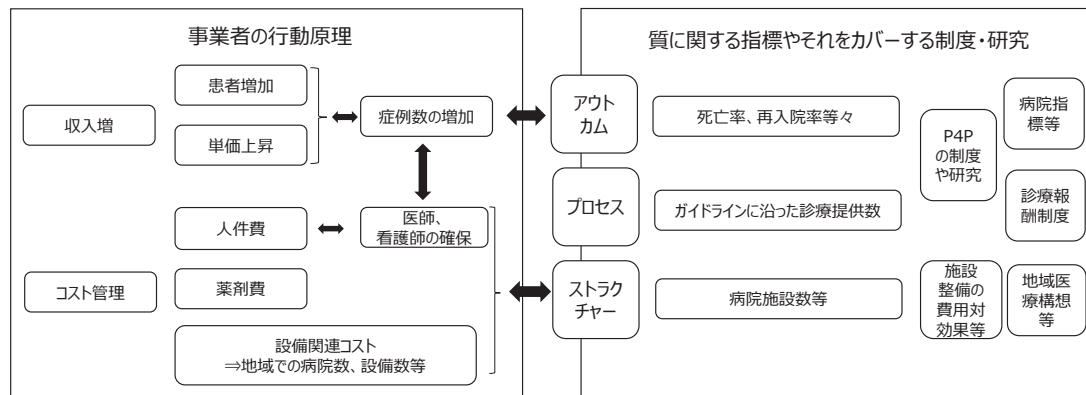 事業者の行動原理
収入増
患者増加
単価上昇
症例数の増加
コスト管理
人件費
医師、
看護師の確保
薬剤費
設備関連コスト
⇒地域での病院数、設備数等
質に関する指標やそれをカバーする制度・研究
アウト
カム
死亡率、再入院率等々
プロセス
ガイドラインに沿った診療提供数
ストラク
チャー
病院施設数等
P4P
の制度
や研究
病院指
標等
診療報
酬制度
施設
整備の
費用対
効果等
地域医
療構想
等